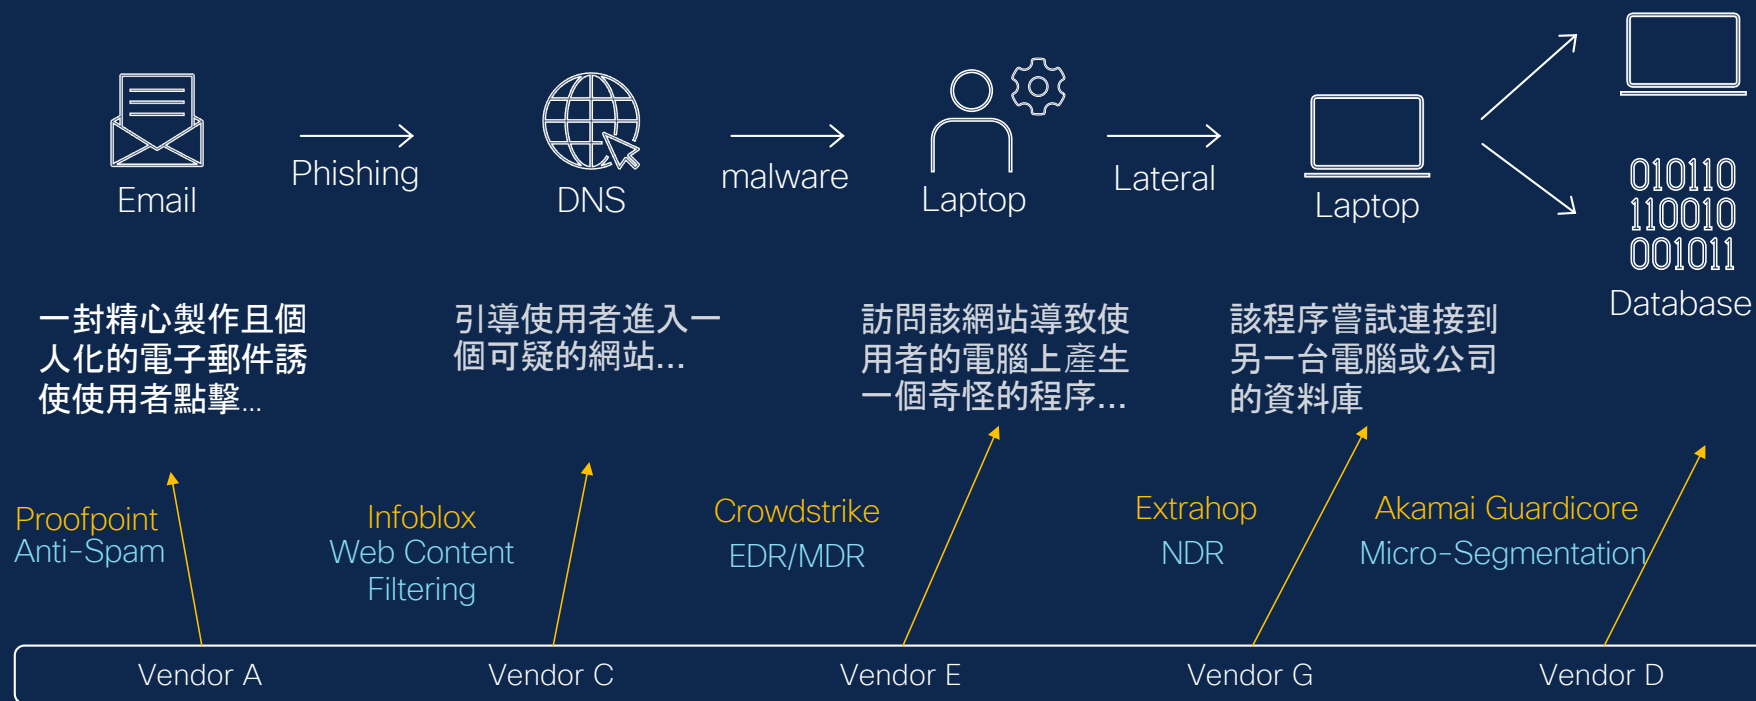 Email
Phishing
DNS
malware
Laptop
Lateral
Laptop
010110
110010
001011
Database
一封精心製作且個
人化的電子郵件誘
使使用者點擊...
引導使用者進入一
個可疑的網站...
訪問該網站導致使
用者的電腦上產生
一個奇怪的程序...
該程序嘗試連接到
另一台電腦或公司
的資料庫
Proofpoint
Anti-Spam
Infoblox
Web Content
Filtering
Crowdstrike
EDR/MDR
Extrahop
NDR
Akamai Guardicore
Micro-Segmentation
Vendor A
Vendor C
Vendor E
Vendor G
Vendor D